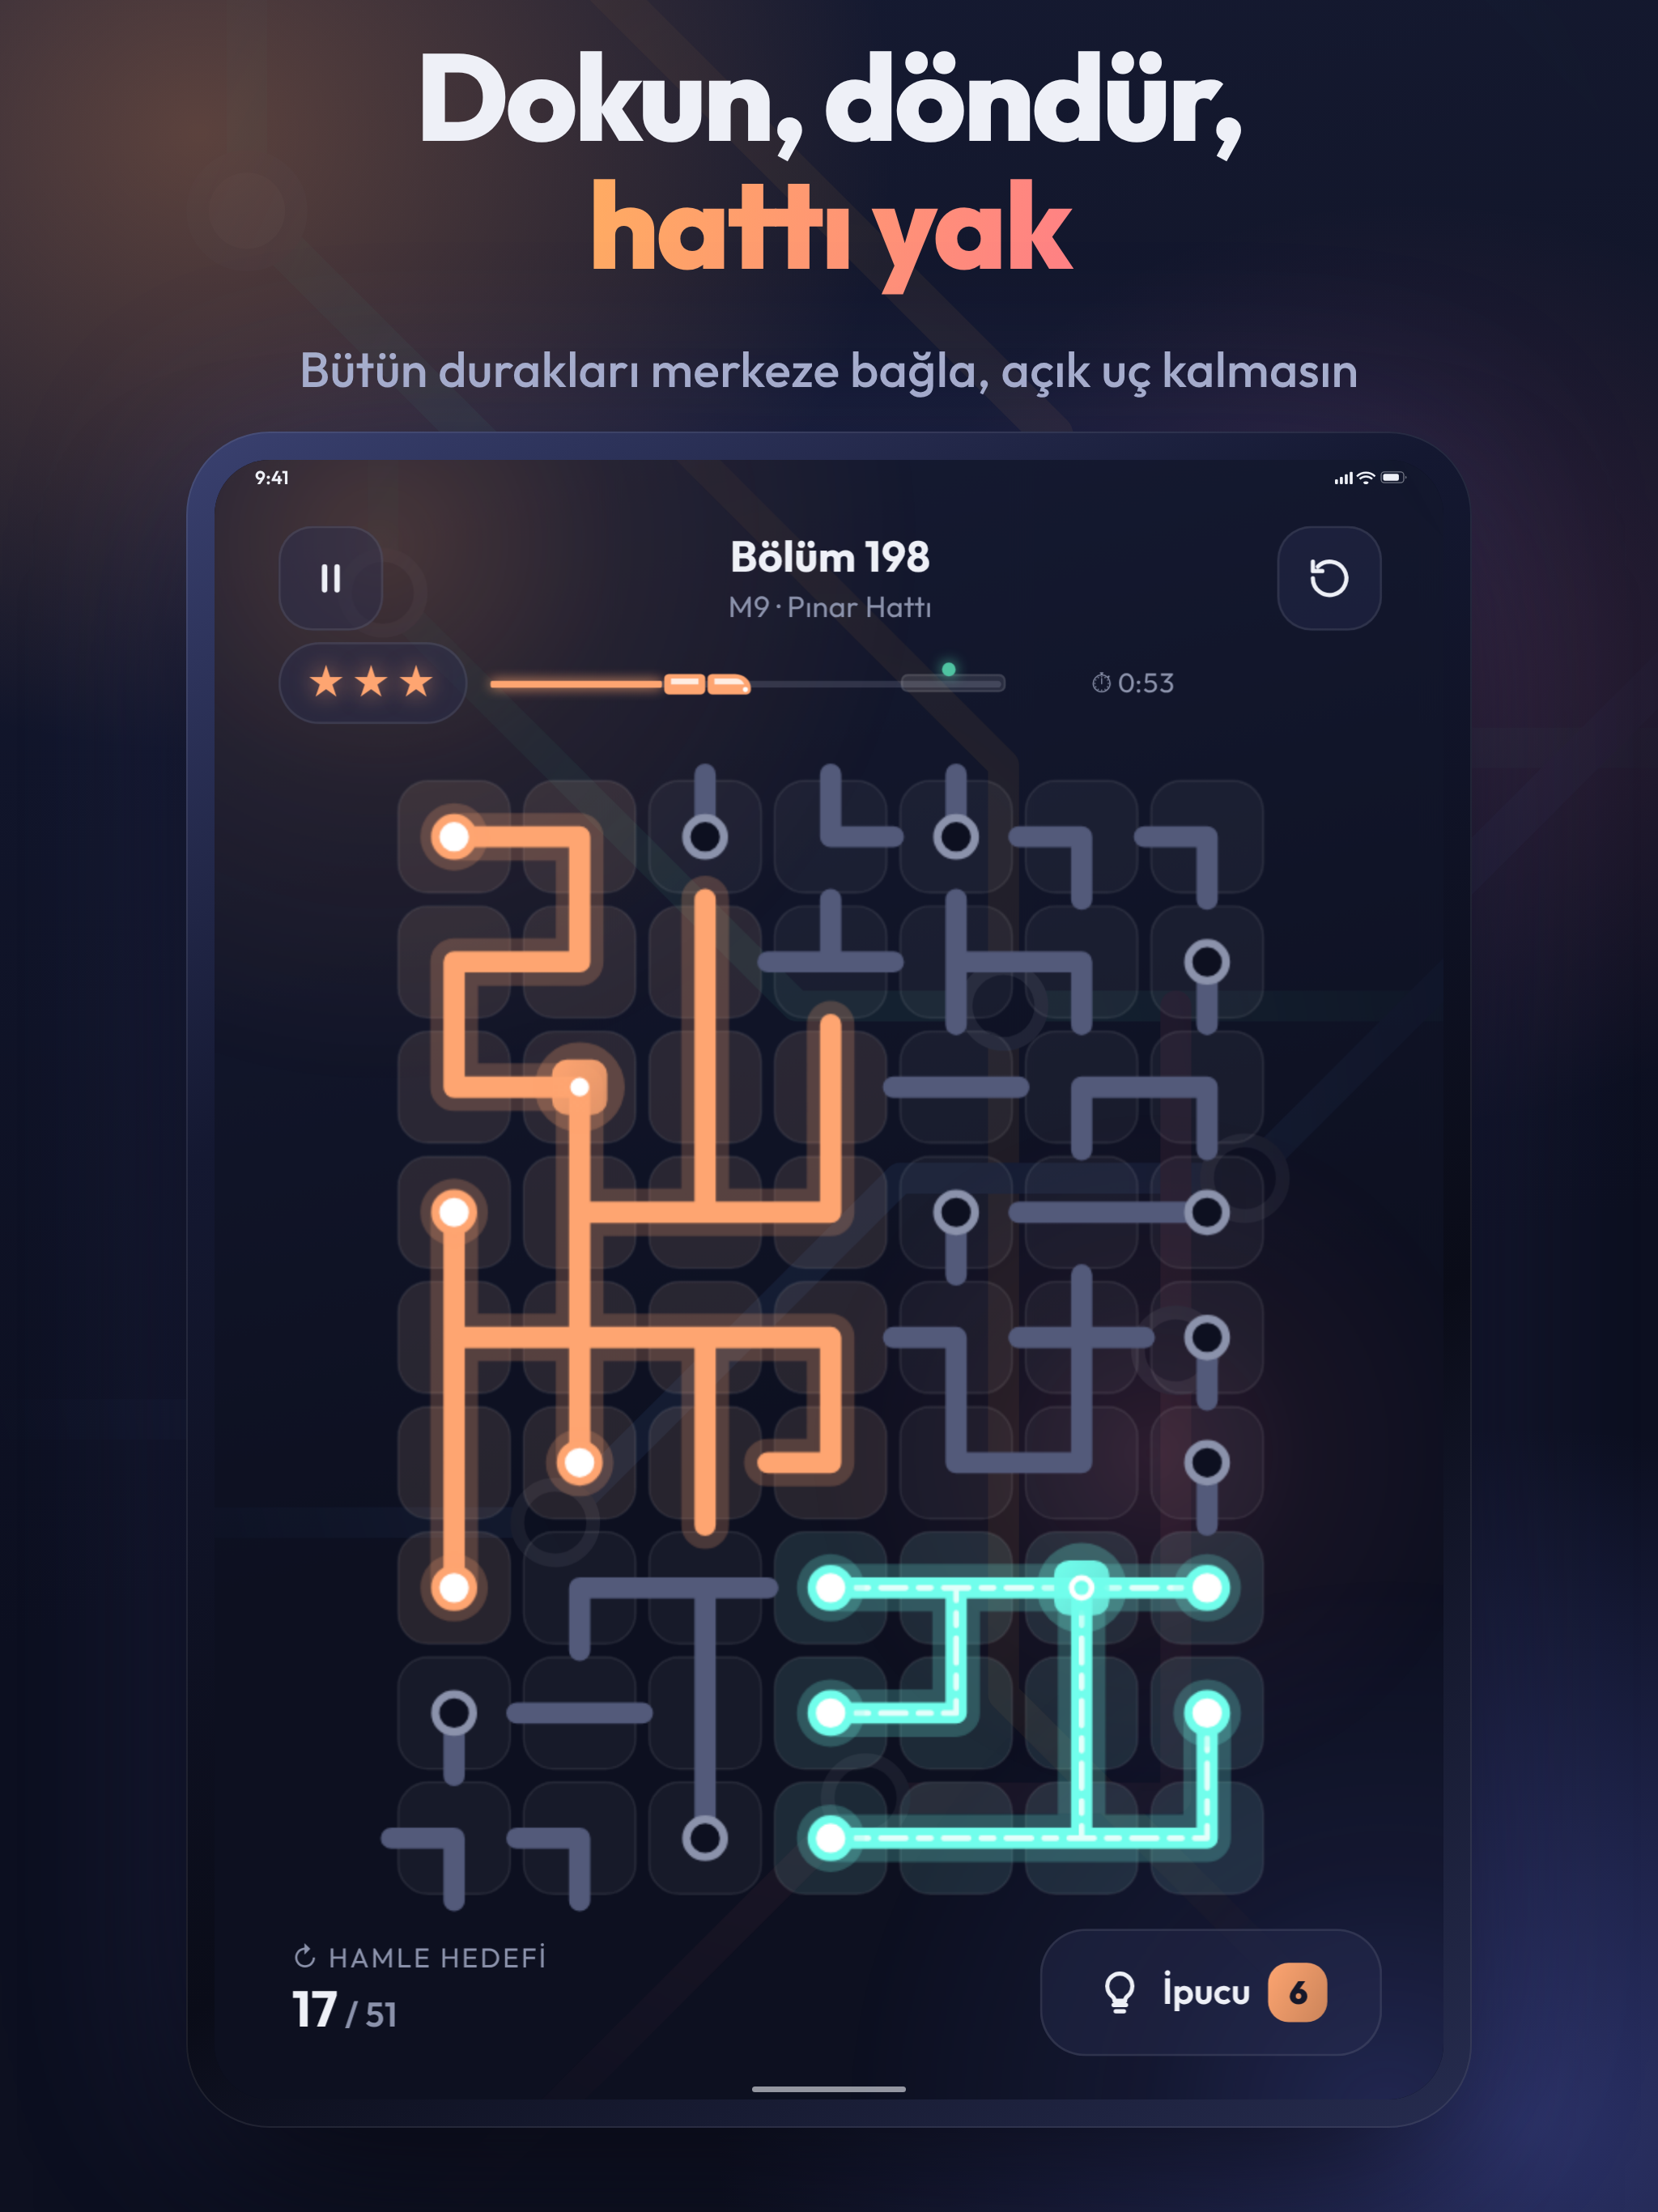 Dokun, döndür,
hattı yak
Bütün durakları merkeze bağla, açık uç kalmasın
9:41
Bölüm 198
M9 · Pınar Hattı
0:53
HAMLE HEDEFİ
17 / 51
İpucu 6